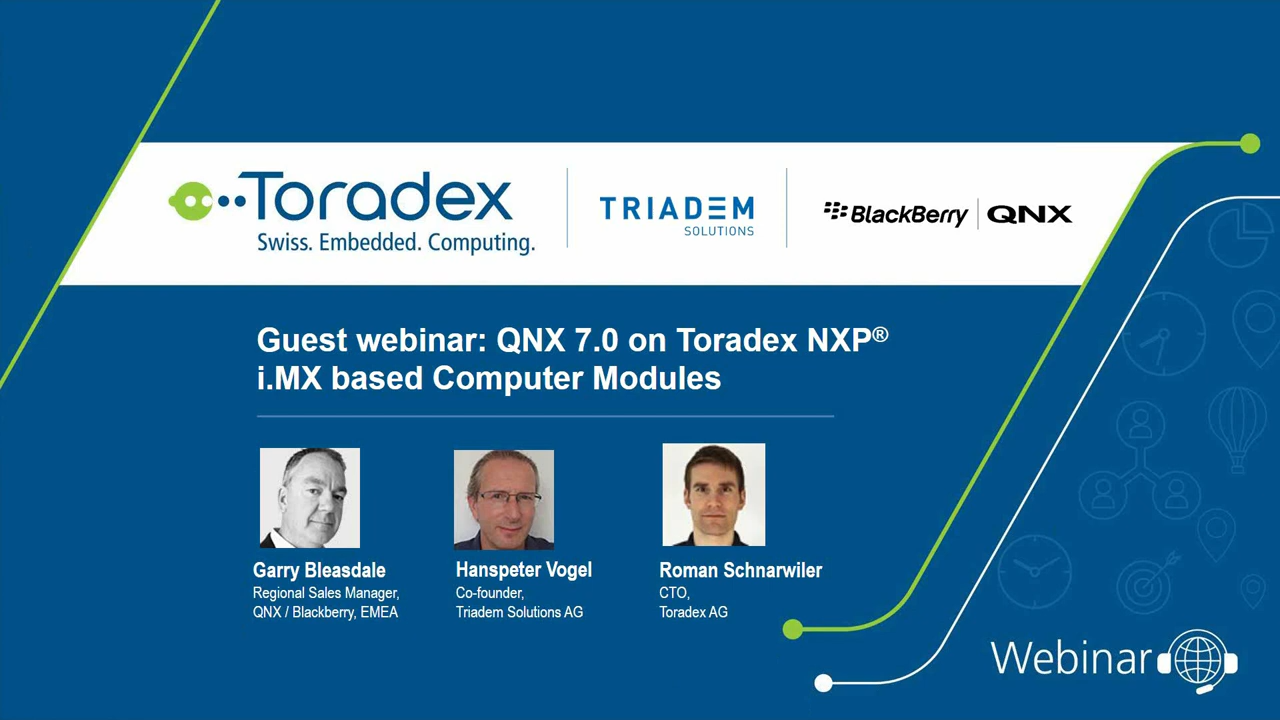 Toradex
Swiss. Embedded. Computing.
TRIADEM
SOLUTIONS
BlackBerry | QNX
Guest webinar: QNX 7.0 on Toradex NXP®
i.MX based Computer Modules
Garry Bleasdale
Regional Sales Manager,
QNX / Blackberry, EMEA
Hanspeter Vogel
Co-founder,
Triadem Solutions AG
Roman Schnarwiler
CTO,
Toradex AG
Webinar